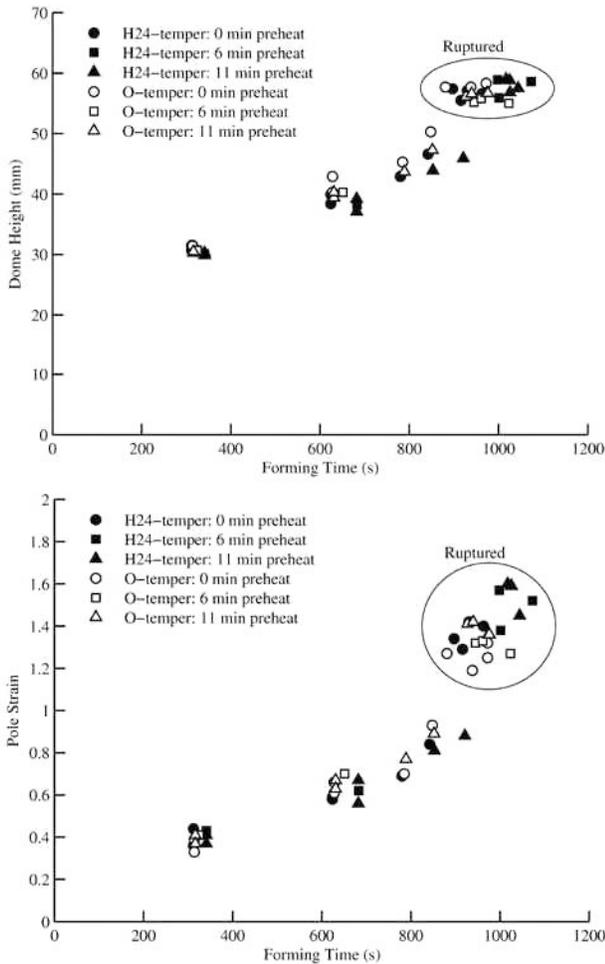 70
H24−temper: 0 min preheat
H24−temper: 6 min preheat
H24−temper: 11 min preheat
O−temper: 0 min preheat
O−temper: 6 min preheat
O−temper: 11 min preheat
Ruptured
60
50
40
30
20
10
0
Dome Height (mm)
0 200 400 600 800 1000 1200
Forming Time (s)
2
H24−temper: 0 min preheat
H24−temper: 6 min preheat
H24−temper: 11 min preheat
O−temper: 0 min preheat
O−temper: 6 min preheat
O−temper: 11 min preheat
Ruptured
1.8
1.6
1.4
1.2
1
0.8
0.6
0.4
0.2
0
Pole Strain
0 200 400 600 800 1000 1200
Forming Time (s)